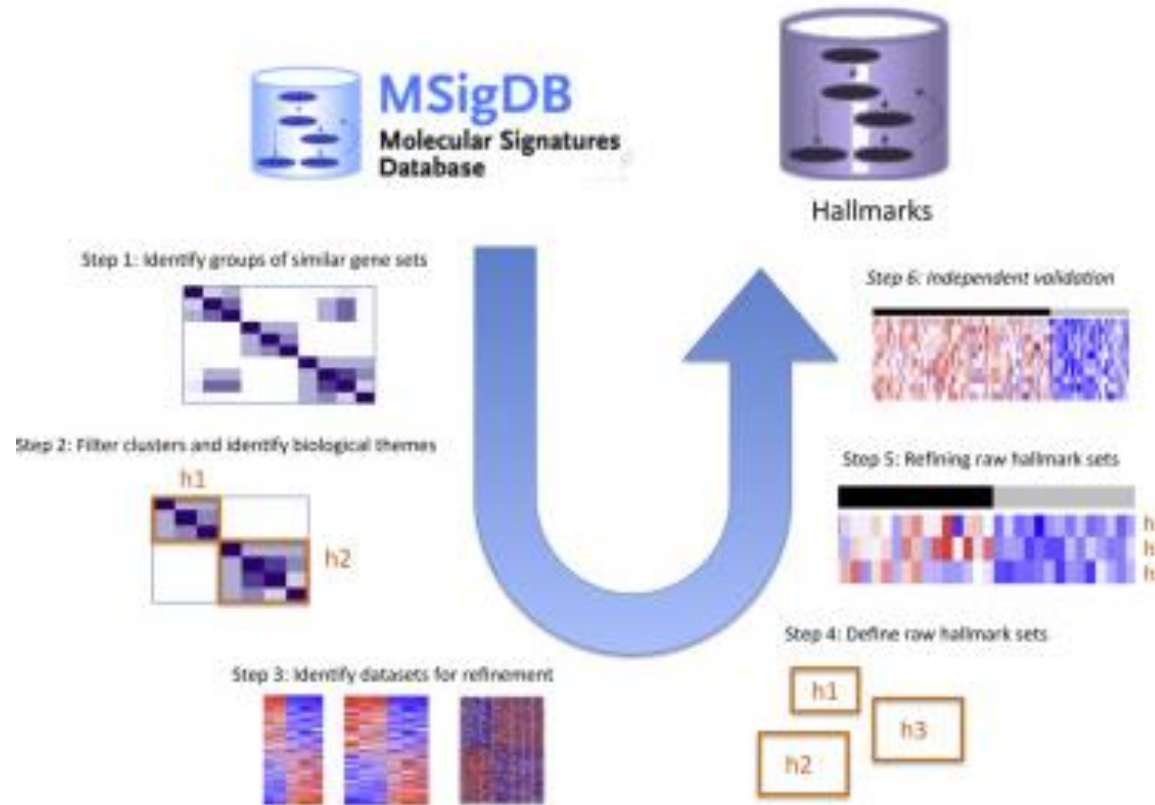 MSigDB
Molecular Signatures
Database
Hallmarks
Step 1: Identify groups of similar gene sets
Step 2: Filter clusters and identify biological themes
h1
h2
Step 3: Identify datasets for refinement
Step 4: Define raw hallmark sets
h1
h3
h2
Step 5: Refining raw hallmark sets
h
h
h
Step 6: Independent validation